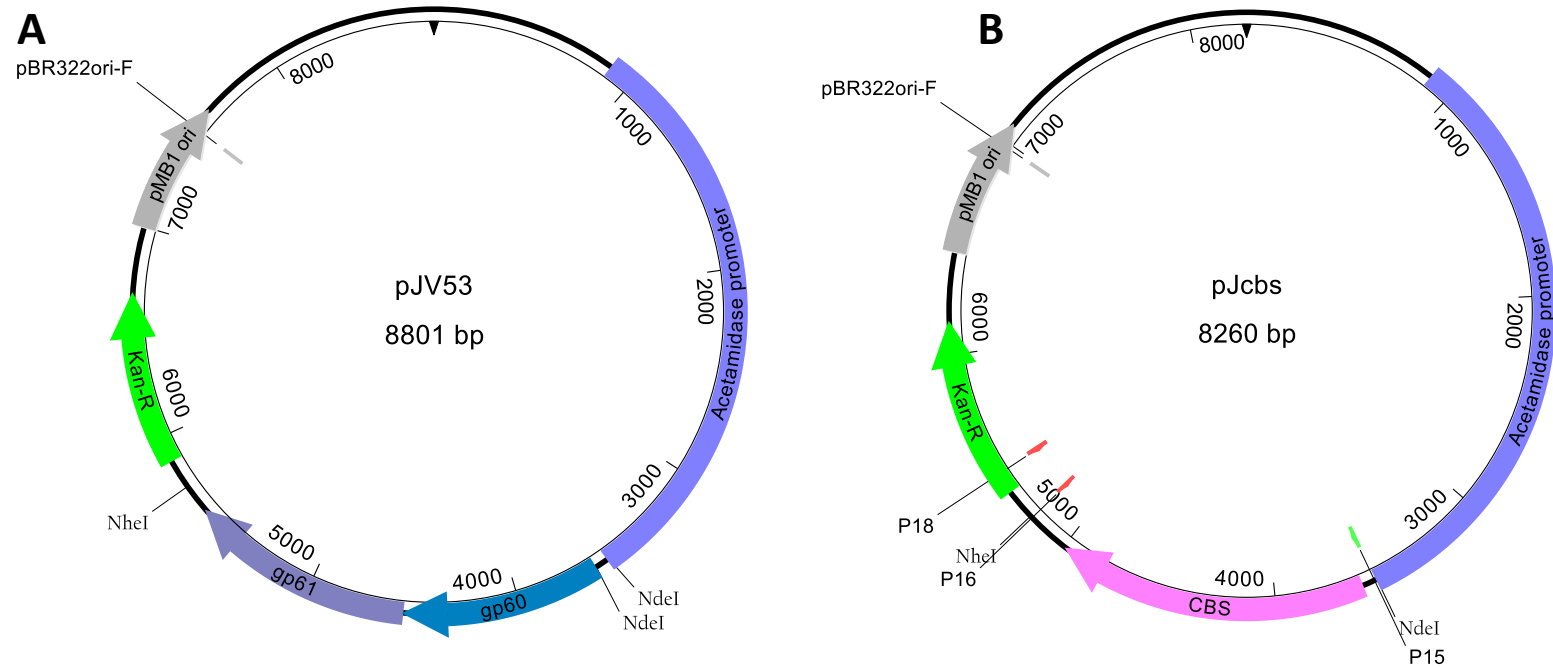 A
pBR322ori-F
8000
1000
2000
3000
4000
5000
6000
7000
pMB1 ori
Kan-R
NheI
gp61
gp60
NdeI
NdeI
Acetamidase promoter
pJV53
8801 bp
B
pBR322ori-F
8000
1000
2000
3000
4000
5000
6000
7000
pMB1 ori
Kan-R
P18
NheI
P16
CBS
NdeI
P15
Acetamidase promoter
pJcbs
8260 bp